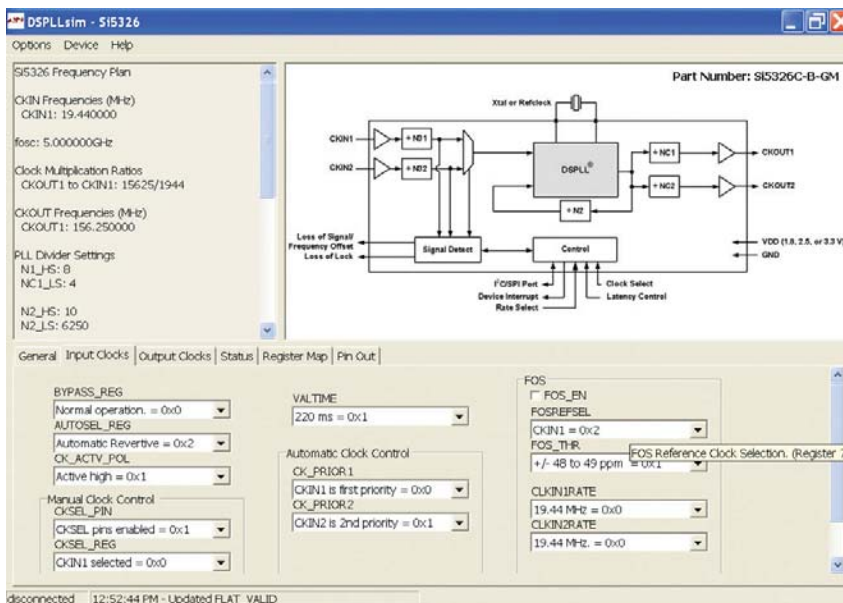 DSPLLsim - Si5326
Options Device Help
Si5326 Frequency Plan
CKIN Frequencies (MHz)
CKIN1: 19.440000
fosc: 5.000000GHz
Clock Multiplication Ratios
CKOUT1 to CKIN1: 15625/1944
CKOUT Frequencies (MHz)
CKOUT1: 156.250000
PLL Divider Settings
N1_HS: 8
NC1_LS: 4
N2_HS: 10
N2_LS: 6250
Part Number: Si5326C-B-GM
Xtal or Refclock
CKIN1
÷ N31
CKIN2
÷ N32
DSPLL®
÷ NC1
CKOUT1
÷ NC2
CKOUT2
÷ N2
Loss of Signal/
Frequency Offset
Loss of Lock
Signal Detect
Control
VDD (1.8, 2.5, or 3.3 V)
GND
I²C/SPI Port
Device Interrupt
Rate Select
Clock Select
Latency Control
General Input Clocks Output Clocks Status Register Map Pin Out
BYPASS_REG
Normal operation. = 0x0
AUTOSEL_REG
Automatic Revertive = 0x2
CK_ACTV_POL
Active high = 0x1
Manual Clock Control
CKSEL_PIN
CKSEL pins enabled = 0x1
CKSEL_REG
CKIN1 selected = 0x0
VALTIME
220 ms = 0x1
Automatic Clock Control
CK_PRIOR1
CKIN1 is first priority = 0x0
CK_PRIOR2
CKIN2 is 2nd priority = 0x1
FOS
FOS_EN
FOSREFSEL
CKIN1 = 0x2
FOS_THR
FOS Reference Clock Selection. (Register
+/- 48 to 49 ppm = 0x1
CLKIN1RATE
19.44 MHz = 0x0
CLKIN2RATE
19.44 MHz. = 0x0
disconnected 12:52:44 PM - Updated FLAT_VALID